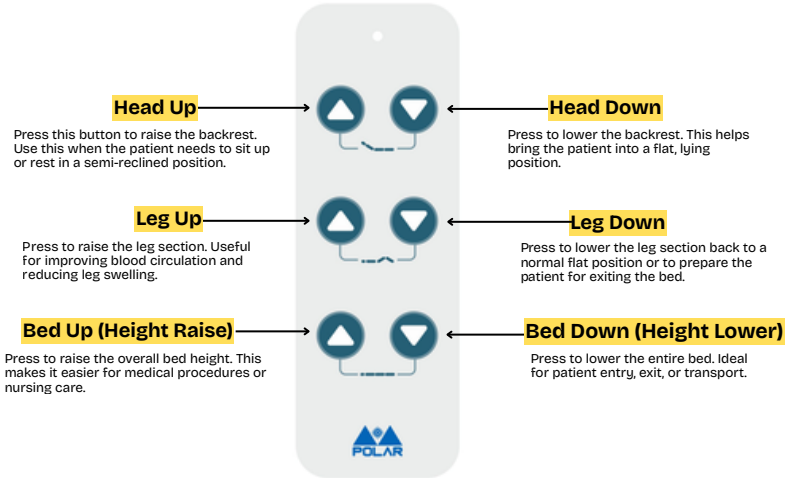 Head Up
Press this button to raise the backrest.
Use this when the patient needs to sit up
or rest in a semi-reclined position.
Head Down
Press to lower the backrest. This helps
bring the patient into a flat, lying
position.
Leg Up
Press to raise the leg section. Useful
for improving blood circulation and
reducing leg swelling.
Leg Down
Press to lower the leg section back to a
normal flat position or to prepare the
patient for exiting the bed.
Bed Up (Height Raise)
Press to raise the overall bed height. This
makes it easier for medical procedures or
nursing care.
Bed Down (Height Lower)
Press to lower the entire bed. Ideal
for patient entry, exit, or transport.
POLAR